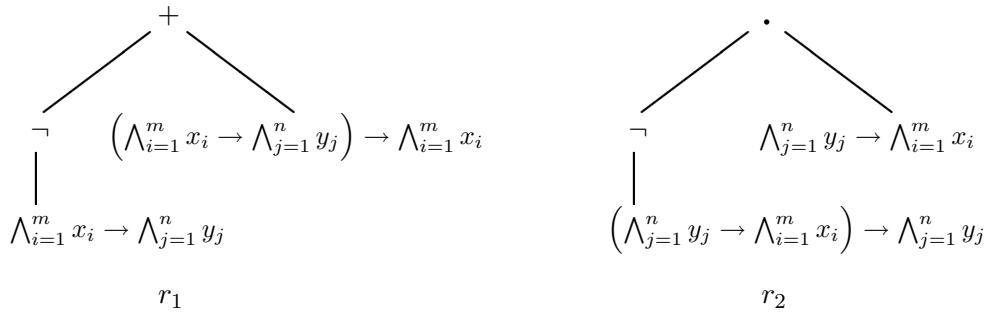 + ·
¬ (⋀_{i=1}^{m} x_i → ⋀_{j=1}^{n} y_j) → ⋀_{i=1}^{m} x_i ¬ ⋀_{j=1}^{n} y_j → ⋀_{i=1}^{m} x_i
⋀_{i=1}^{m} x_i → ⋀_{j=1}^{n} y_j (⋀_{j=1}^{n} y_j → ⋀_{i=1}^{m} x_i) → ⋀_{j=1}^{n} y_j
r_1 r_2